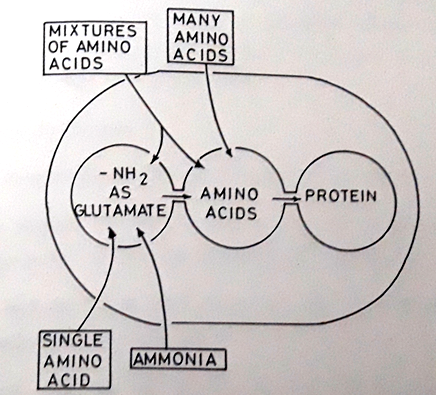 MIXTURES
OF AMINO
ACIDS
MANY
AMINO
ACIDS
-NH2
AS
GLUTAMATE
AMINO
ACIDS
PROTEIN
SINGLE
AMINO
ACID
AMMONIA